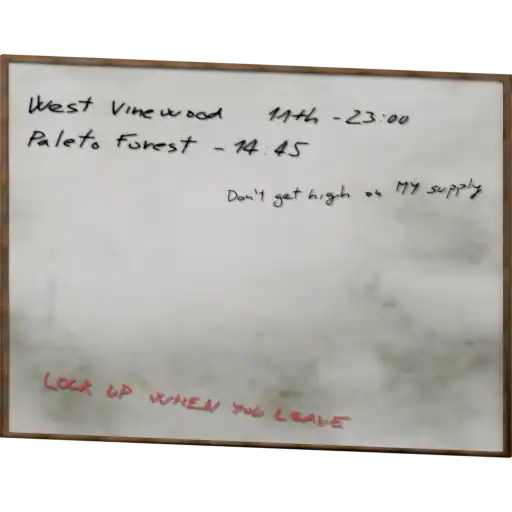 West Vinewood 11th - 23:00
Paleto Forest - 14:45
Don't get high on MY supply
LOCK UP WHEN YOU LEAVE